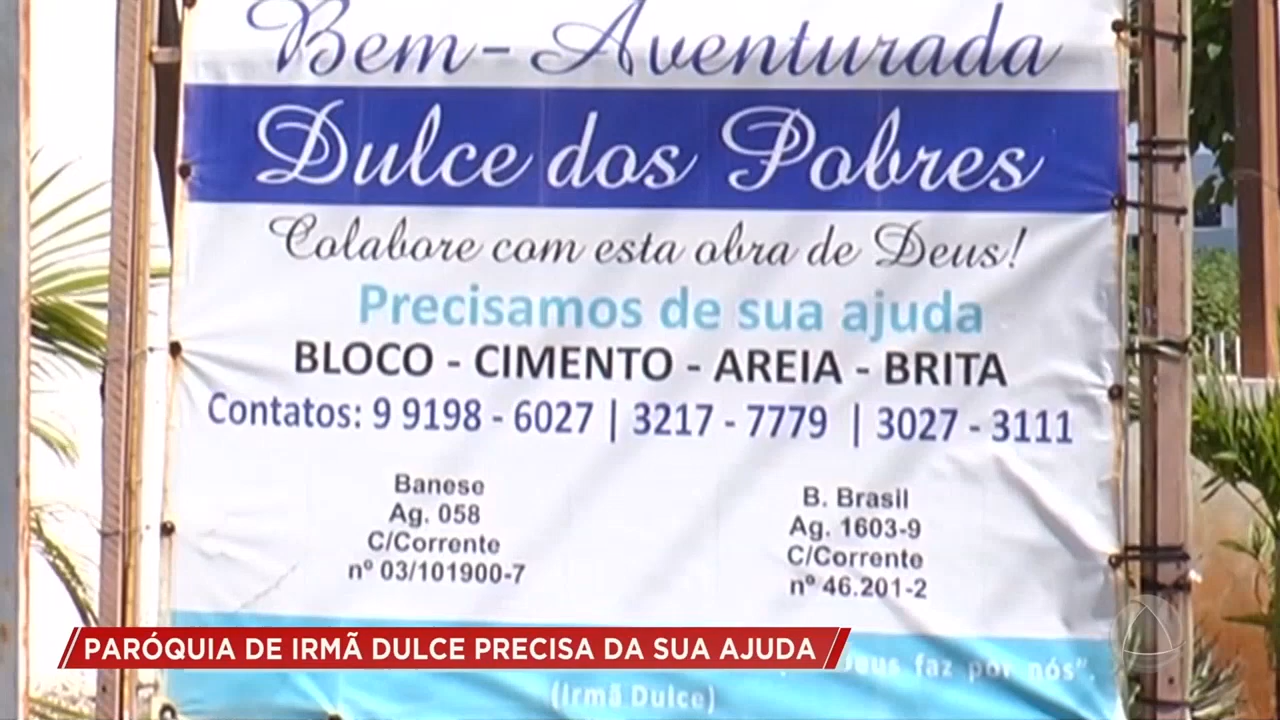 Bem-Aventurada
Dulce dos Pobres
Colabore com esta obra de Deus!
Precisamos de sua ajuda
BLOCO - CIMENTO - AREIA - BRITA
Contatos: 9 9198 - 6027 | 3217 - 7779 | 3027 - 3111
Banese
Ag. 058
C/Corrente
nº 03/101900-7
B. Brasil
Ag. 1603-9
C/Corrente
nº 46.201-2
PARÓQUIA DE IRMÃ DULCE PRECISA DA SUA AJUDA
Deus faz por nós".
(Irmã Dulce)